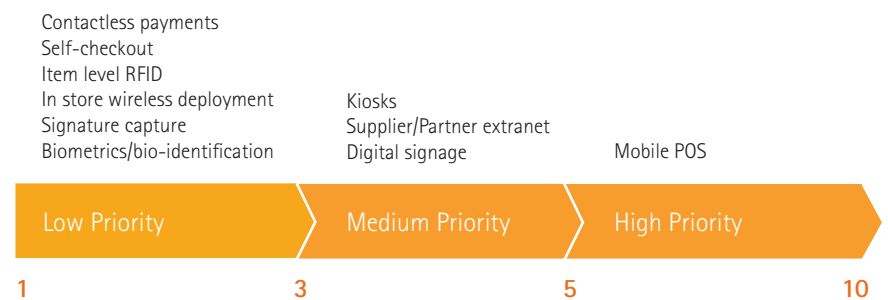 Contactless payments
Self-checkout
Item level RFID
In store wireless deployment
Signature capture
Biometrics/bio-identification
Kiosks
Supplier/Partner extranet
Digital signage
Mobile POS
Low Priority
Medium Priority
High Priority
1
3
5
10